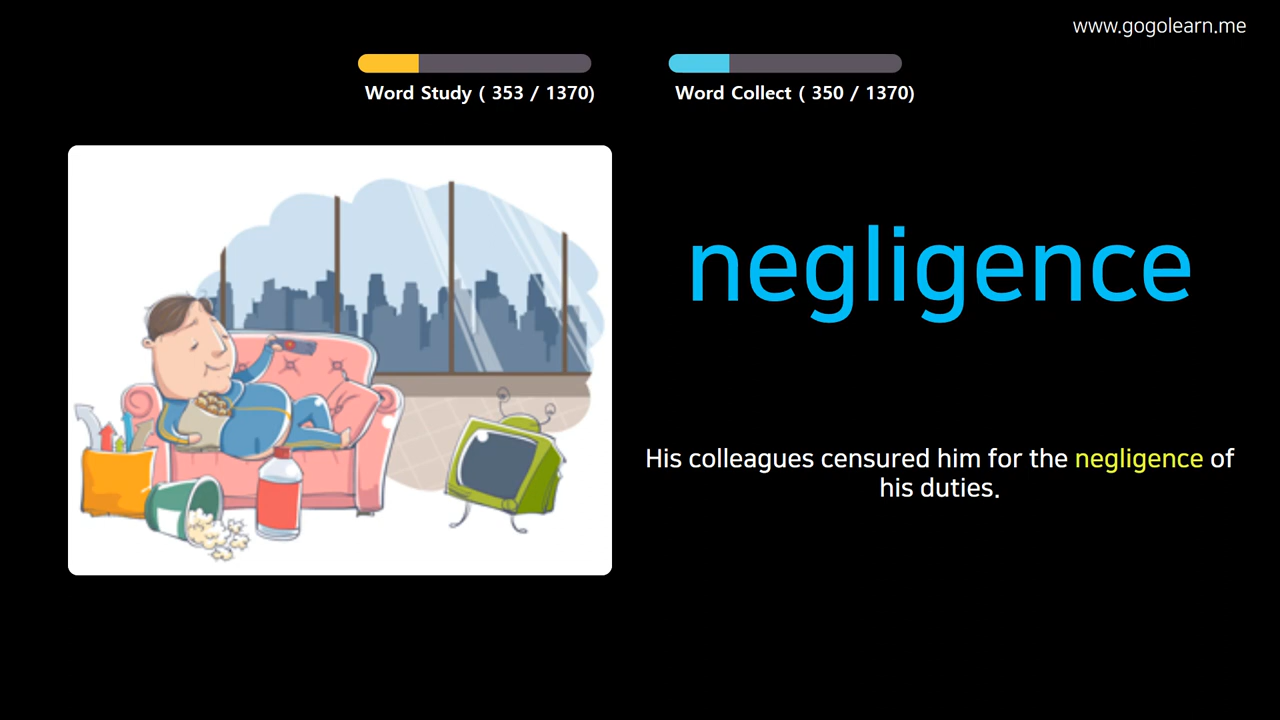 www.gogolearn.me
Word Study ( 353 / 1370)
Word Collect ( 350 / 1370)
negligence
His colleagues censured him for the negligence of
his duties.